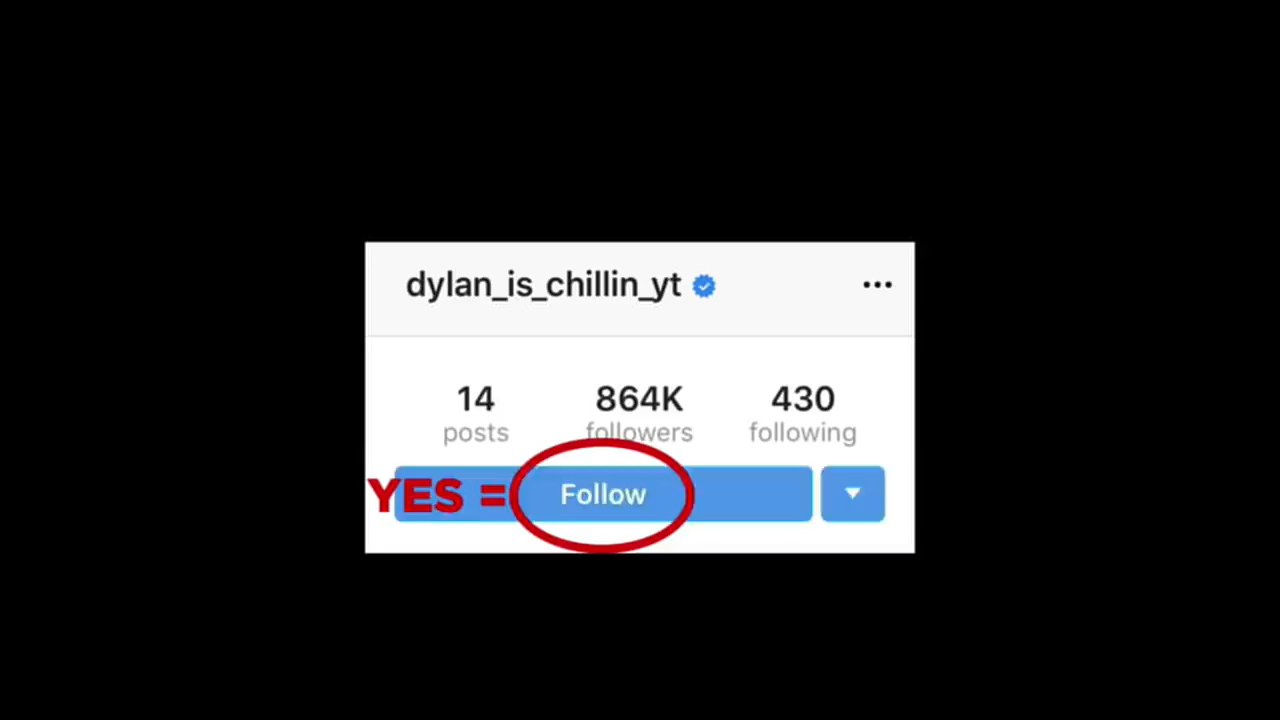 dylan_is_chillin_yt
14 864K 430
posts followers following
YES = Follow